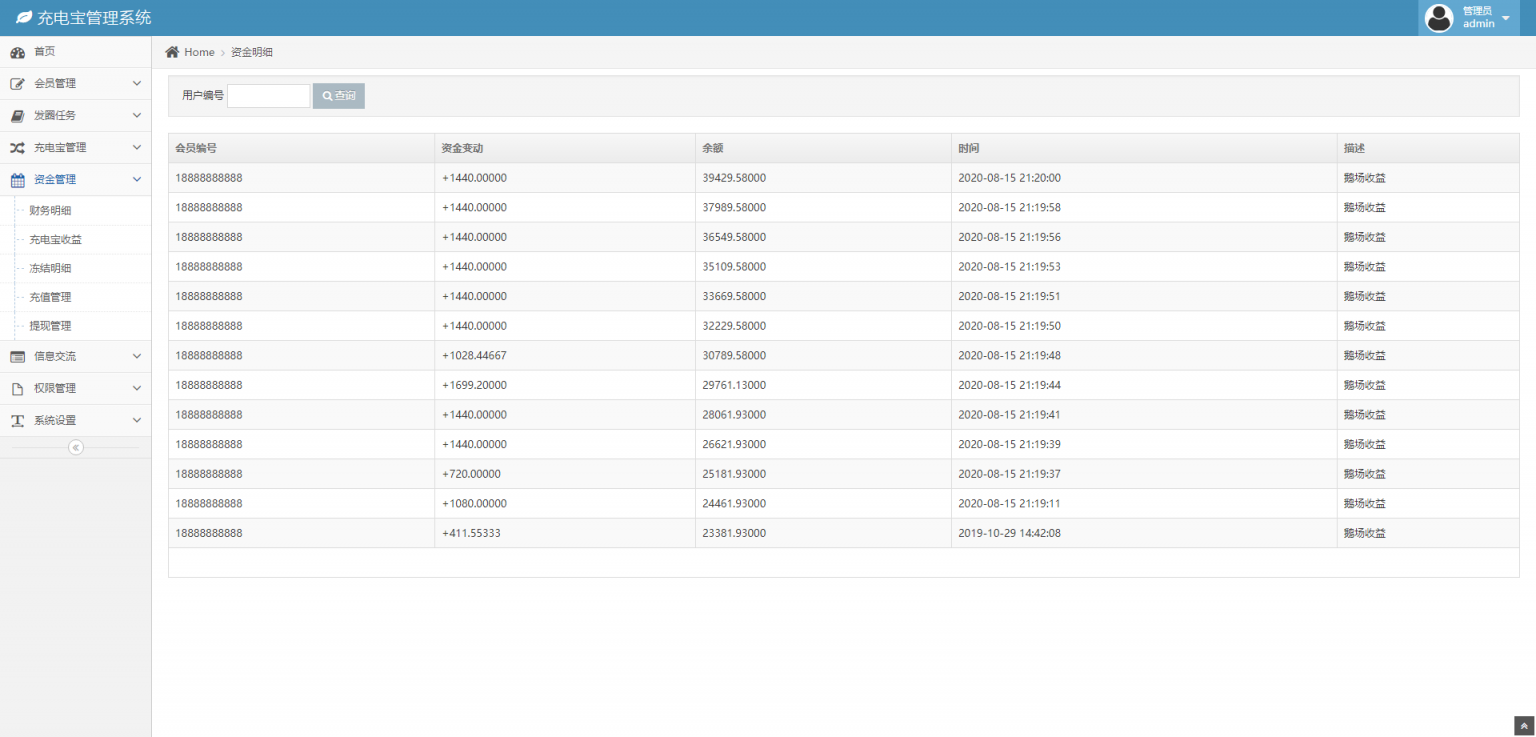 充电宝管理系统
管理员
admin
首页
会员管理
发圈任务
充电宝管理
资金管理
财务明细
充电宝收益
冻结明细
充值管理
提现管理
信息交流
权限管理
系统设置
Home 资金明细
用户编号 查询
会员编号 资金变动 余额 时间 描述
18888888888 +1440.00000 39429.58000 2020-08-15 21:20:00 鹅场收益
18888888888 +1440.00000 37989.58000 2020-08-15 21:19:58 鹅场收益
18888888888 +1440.00000 36549.58000 2020-08-15 21:19:56 鹅场收益
18888888888 +1440.00000 35109.58000 2020-08-15 21:19:53 鹅场收益
18888888888 +1440.00000 33669.58000 2020-08-15 21:19:51 鹅场收益
18888888888 +1440.00000 32229.58000 2020-08-15 21:19:50 鹅场收益
18888888888 +1028.44667 30789.58000 2020-08-15 21:19:48 鹅场收益
18888888888 +1699.20000 29761.13000 2020-08-15 21:19:44 鹅场收益
18888888888 +1440.00000 28061.93000 2020-08-15 21:19:41 鹅场收益
18888888888 +1440.00000 26621.93000 2020-08-15 21:19:39 鹅场收益
18888888888 +720.00000 25181.93000 2020-08-15 21:19:37 鹅场收益
18888888888 +1080.00000 24461.93000 2020-08-15 21:19:11 鹅场收益
18888888888 +411.55333 23381.93000 2019-10-29 14:42:08 鹅场收益